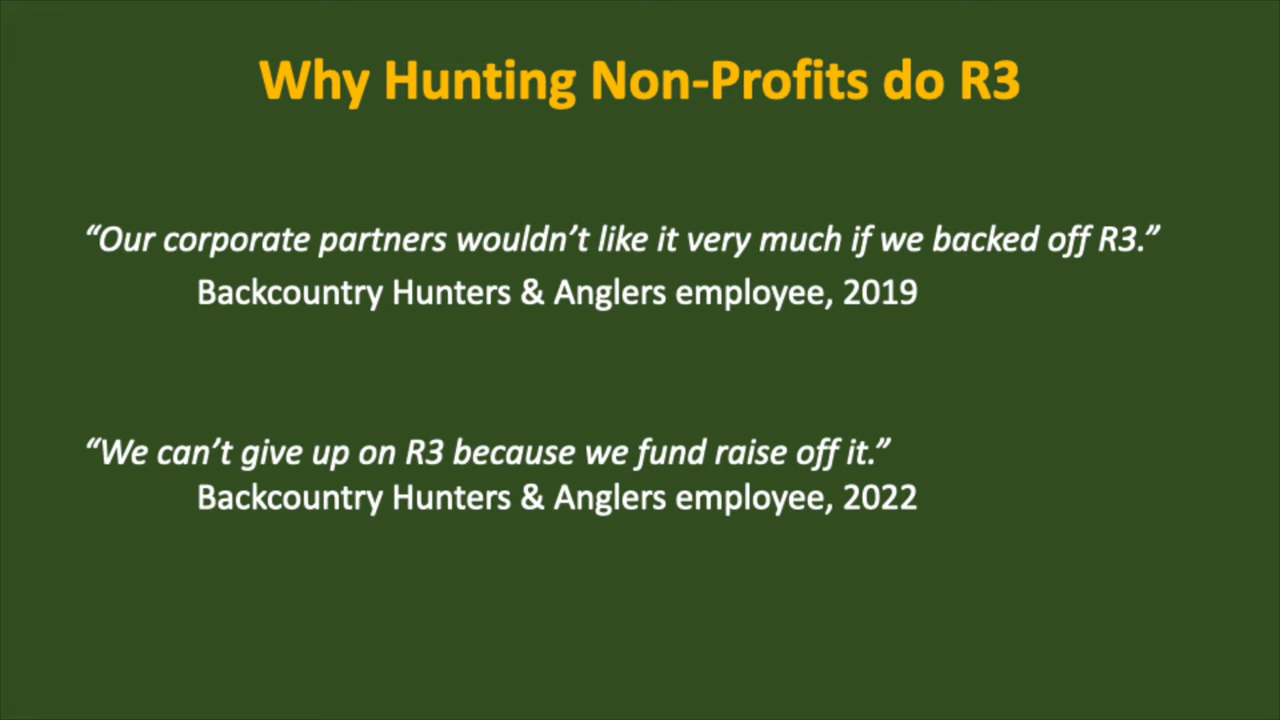 Why Hunting Non-Profits do R3
“Our corporate partners wouldn’t like it very much if we backed off R3.”
Backcountry Hunters & Anglers employee, 2019
“We can’t give up on R3 because we fund raise off it.”
Backcountry Hunters & Anglers employee, 2022